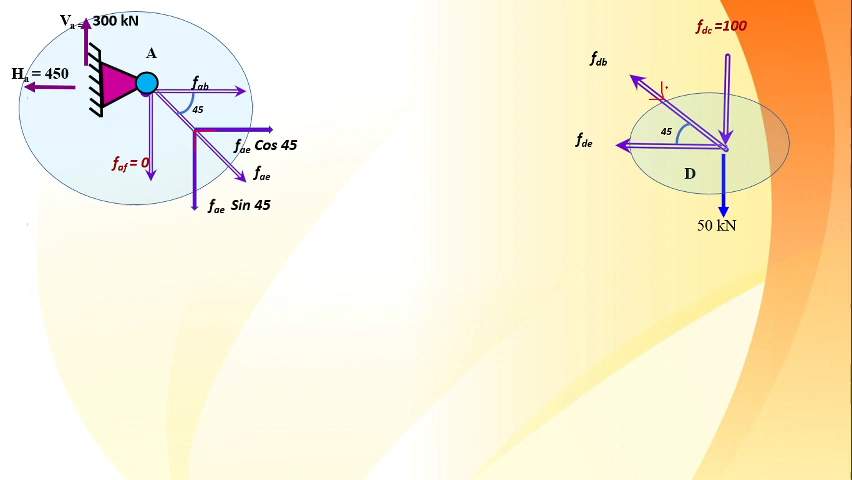 Va = 300 kN
A
Ha = 450
fab
45
fae Cos 45
faf = 0
fae
fae Sin 45
fdc =100
fdb
45
fde
D
50 kN